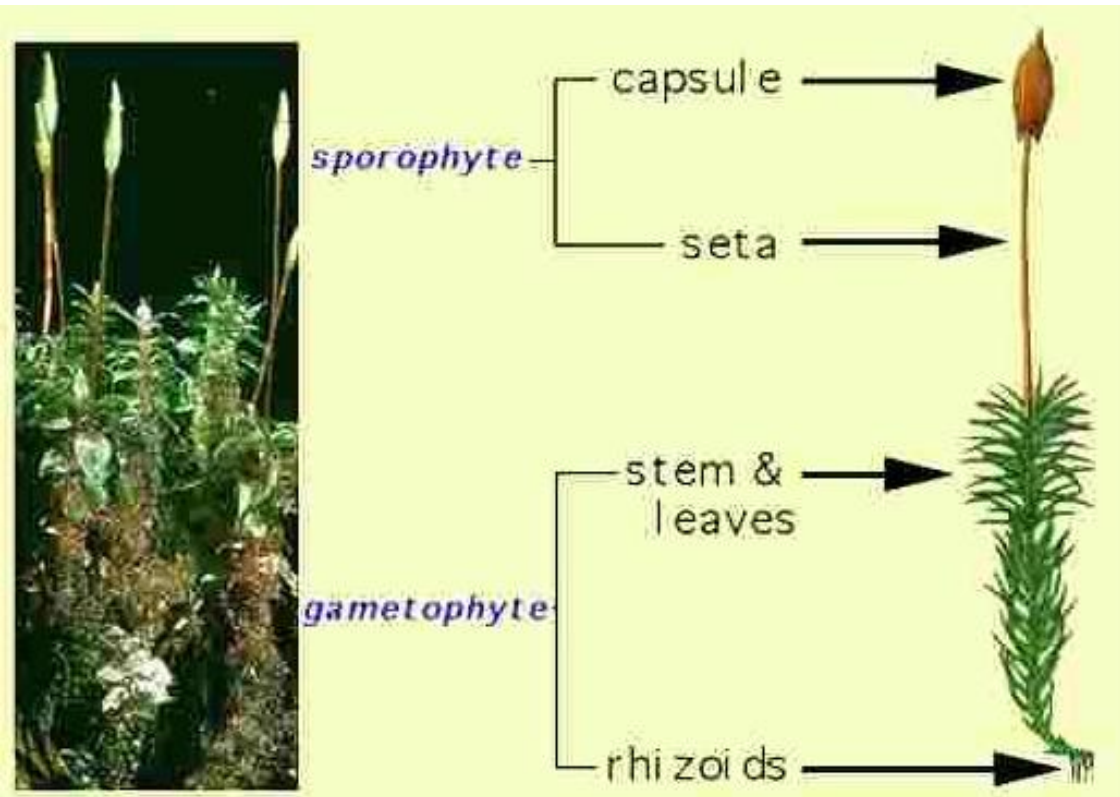 capsule
sporophyte
seta
stem &
leaves
gametophyte
rhizoids